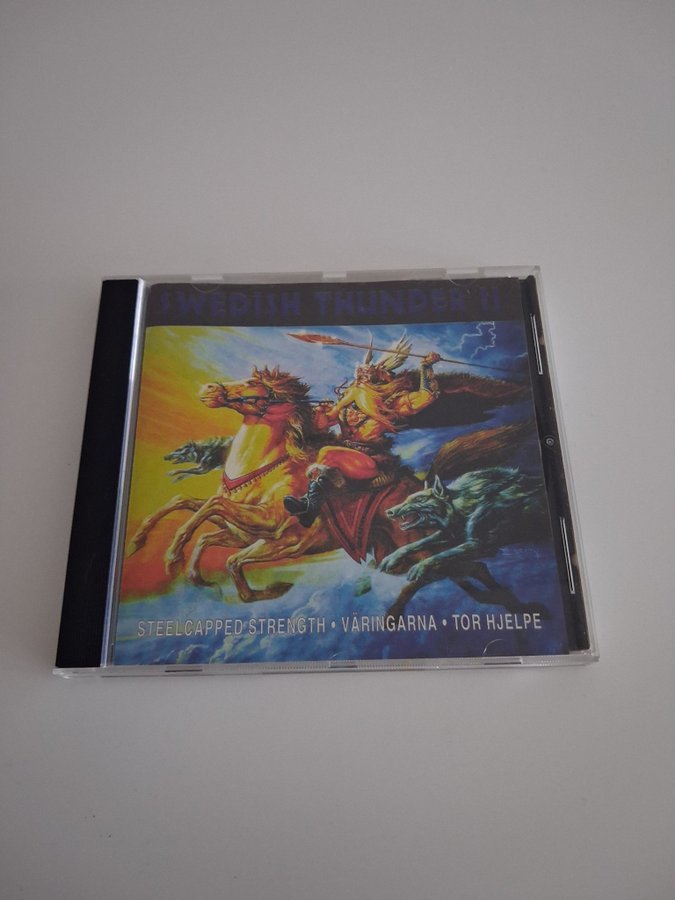 SWEDISH THUNDER II
STEELCAPPED STRENGTH • VÄRINGARNA • TOR HJELPE